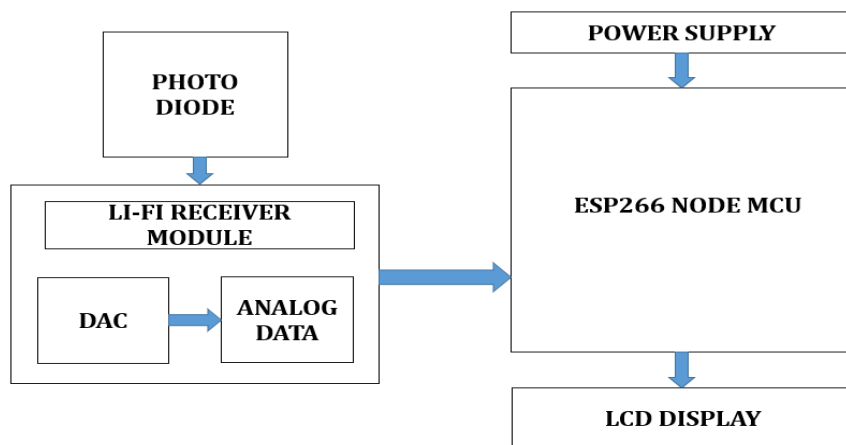 PHOTO
DIODE
LI-FI RECEIVER
MODULE
DAC
ANALOG
DATA
POWER SUPPLY
ESP266 NODE MCU
LCD DISPLAY